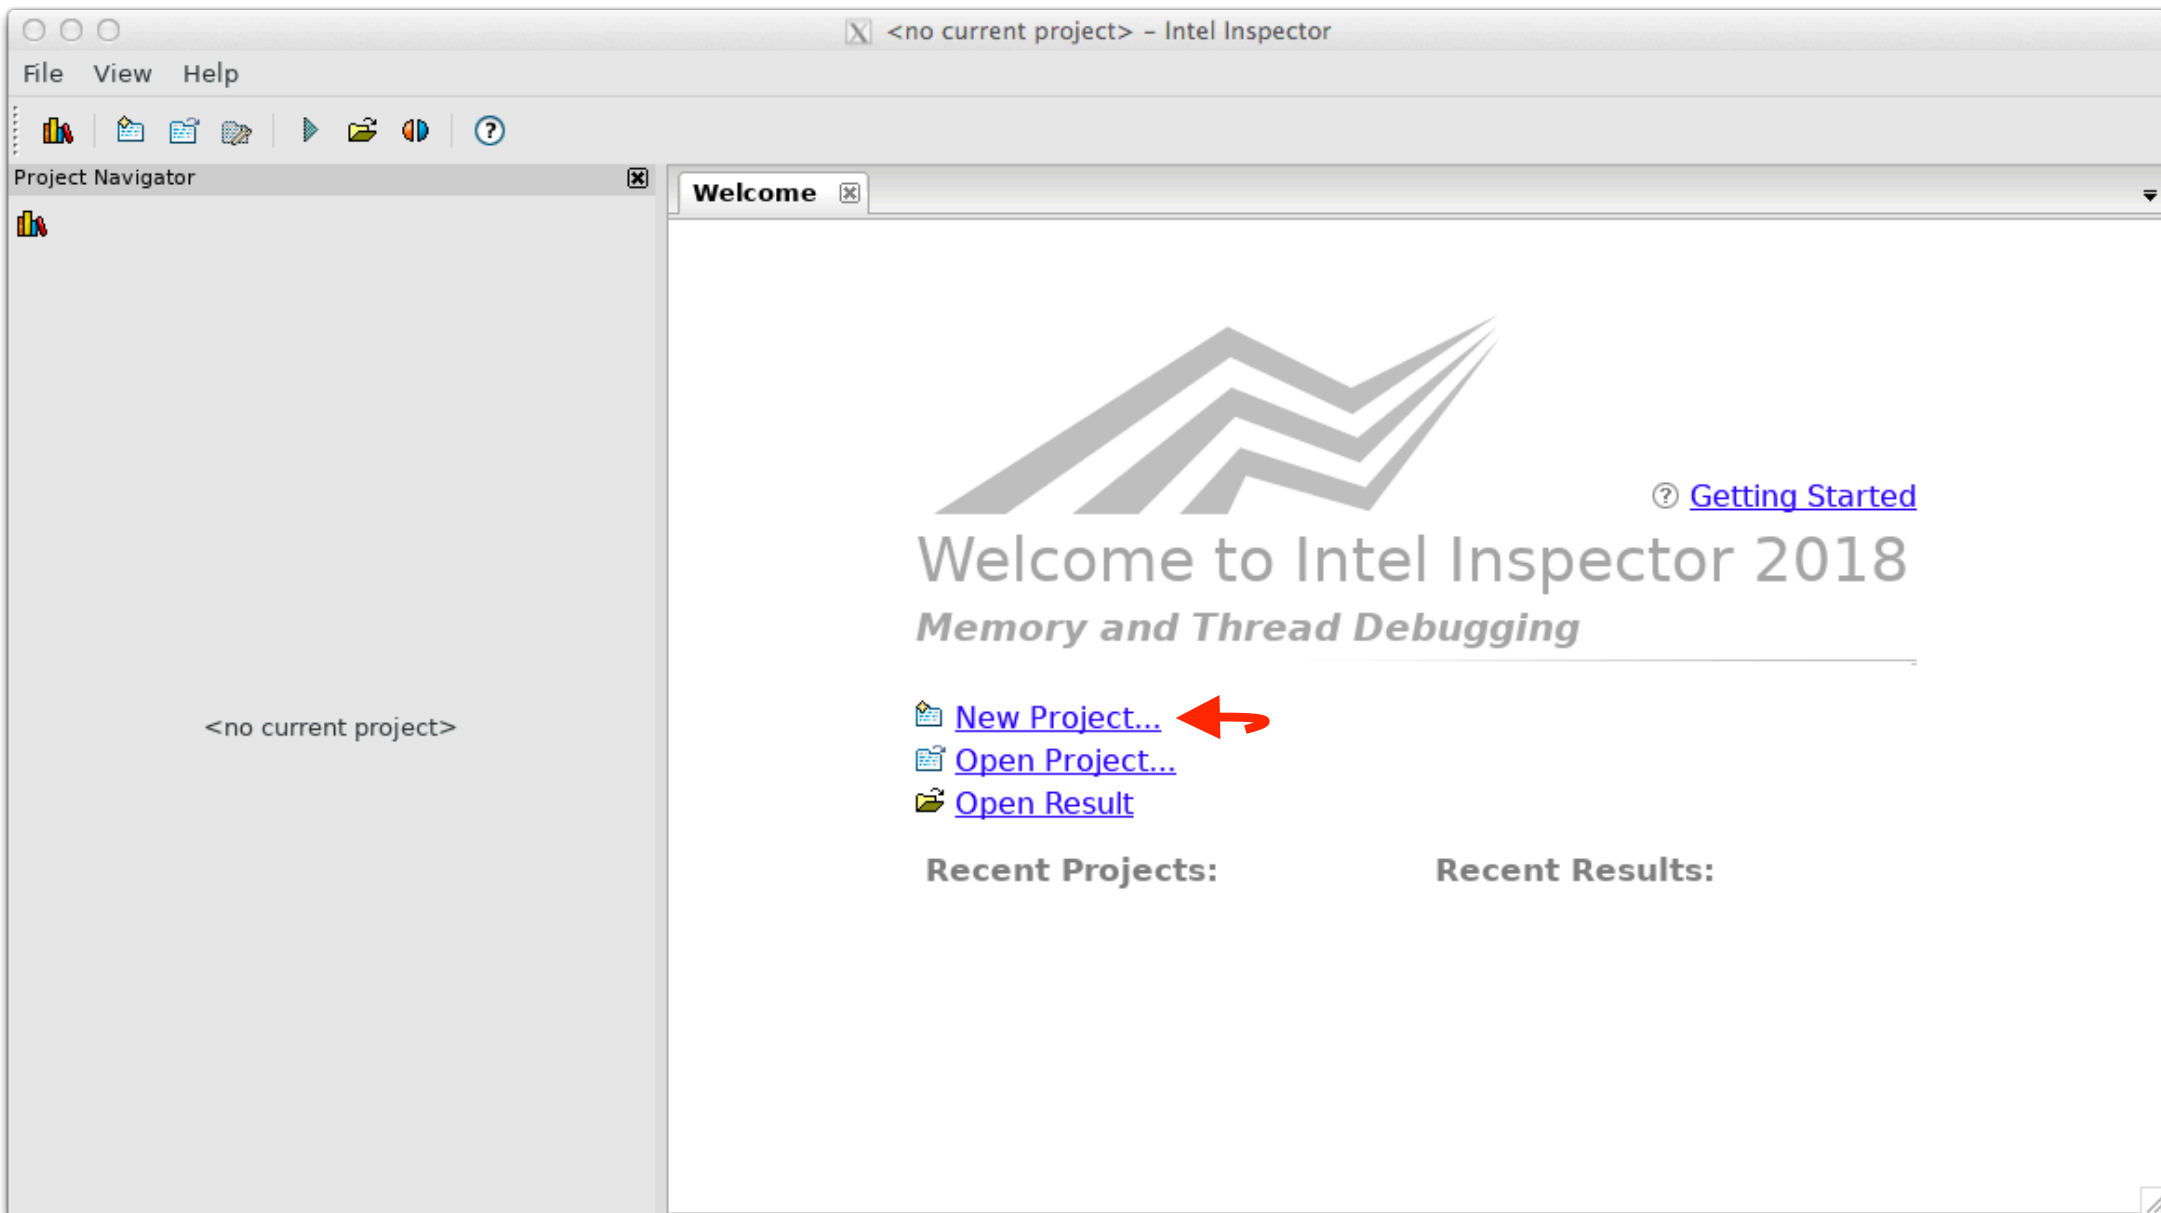 <no current project> – Intel Inspector
File View Help
Project Navigator
Welcome
Getting Started
Welcome to Intel Inspector 2018
Memory and Thread Debugging
<no current project>
New Project...
Open Project...
Open Result
Recent Projects: Recent Results: